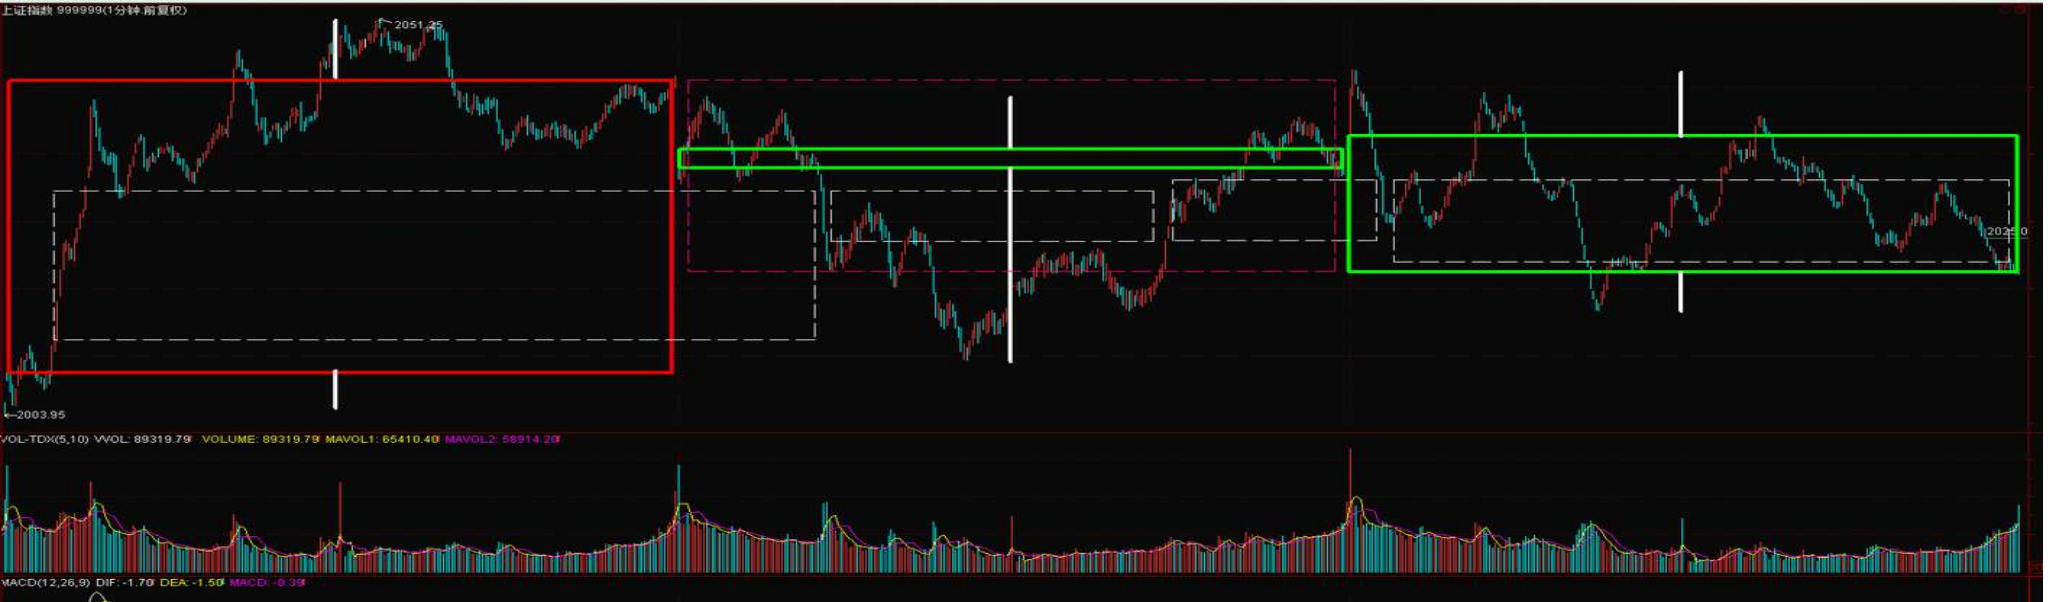 上证指数 999999(1分钟.前复权)
2051.25
2025.0
←2003.95
VOL-TDX(5,10) VVOL: 89319.79 VOLUME: 89319.79 MAVOL1: 65410.40 MAVOL2: 58914.20
MACD(12,26,9) DIF: -1.70 DEA: -1.50 MACD: -0.39